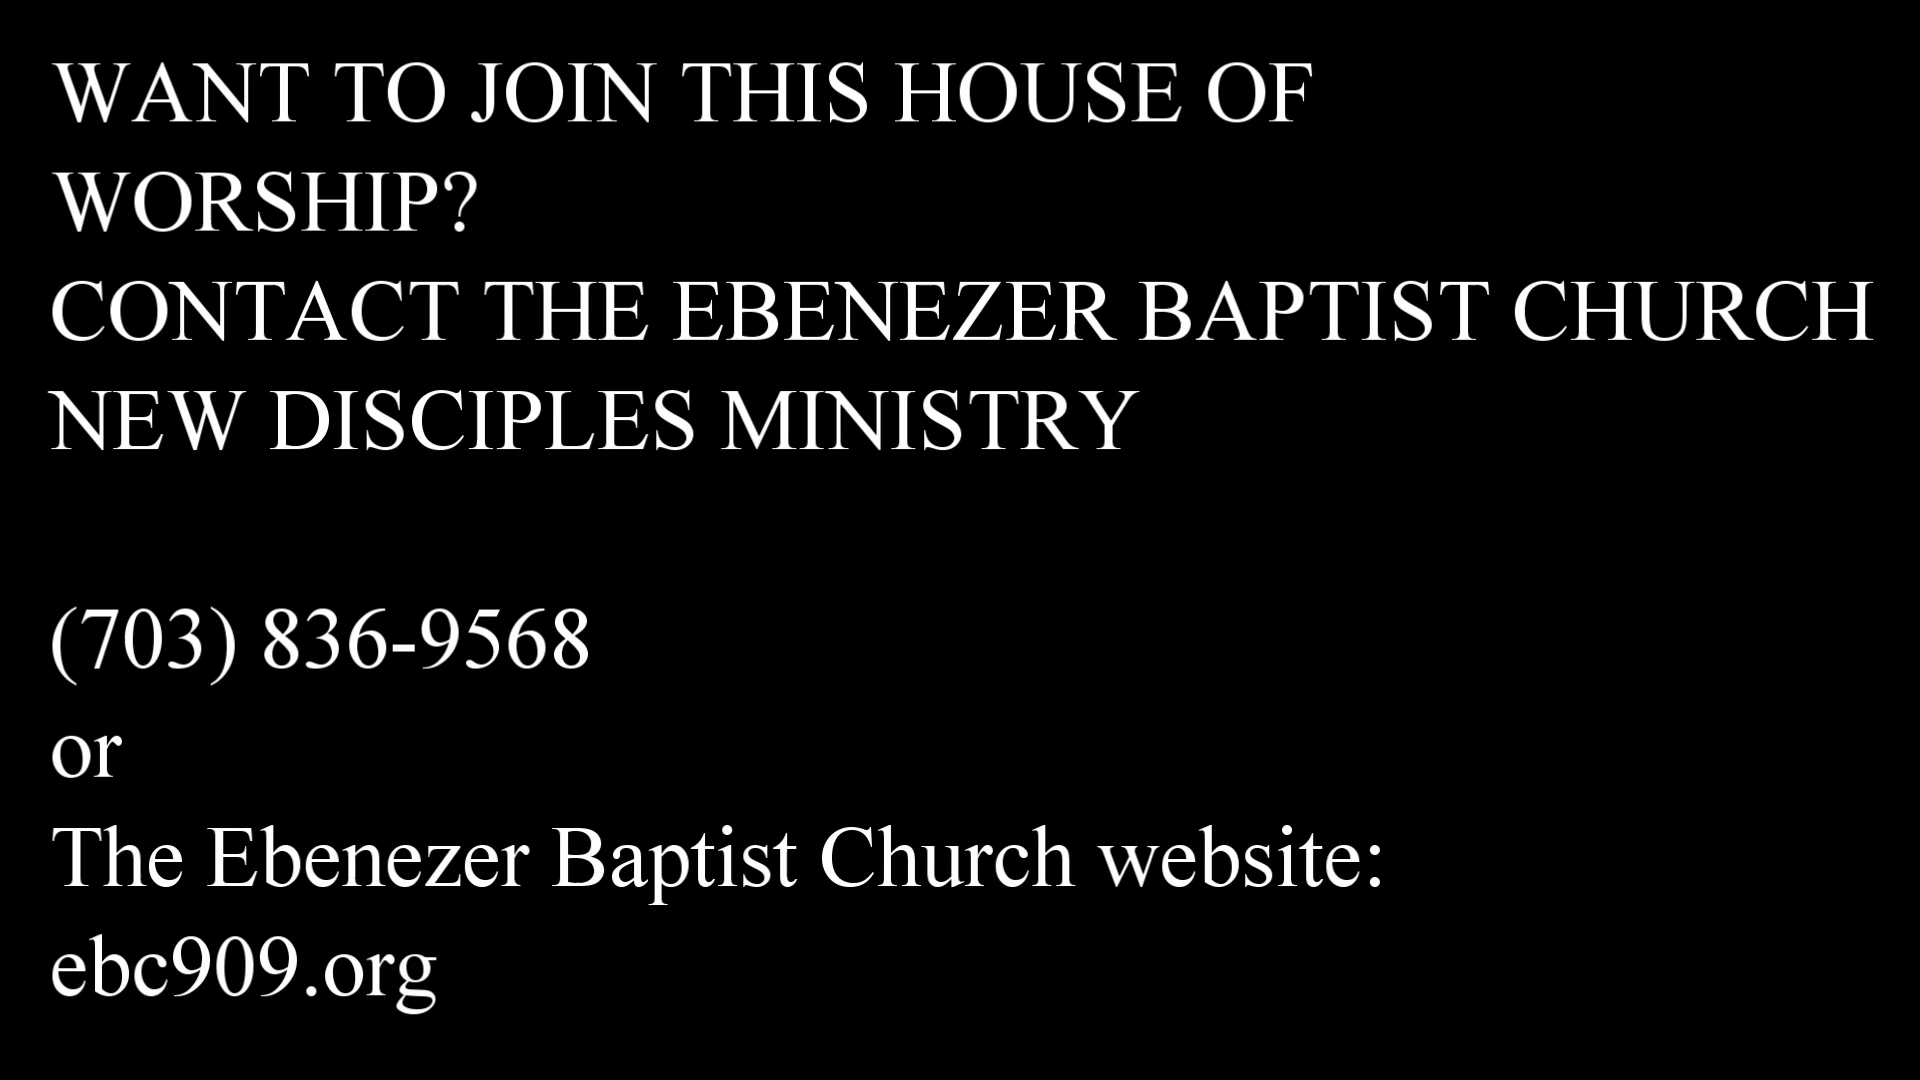 WANT TO JOIN THIS HOUSE OF
WORSHIP?
CONTACT THE EBENEZER BAPTIST CHURCH
NEW DISCIPLES MINISTRY
(703) 836-9568
or
The Ebenezer Baptist Church website:
ebc909.org